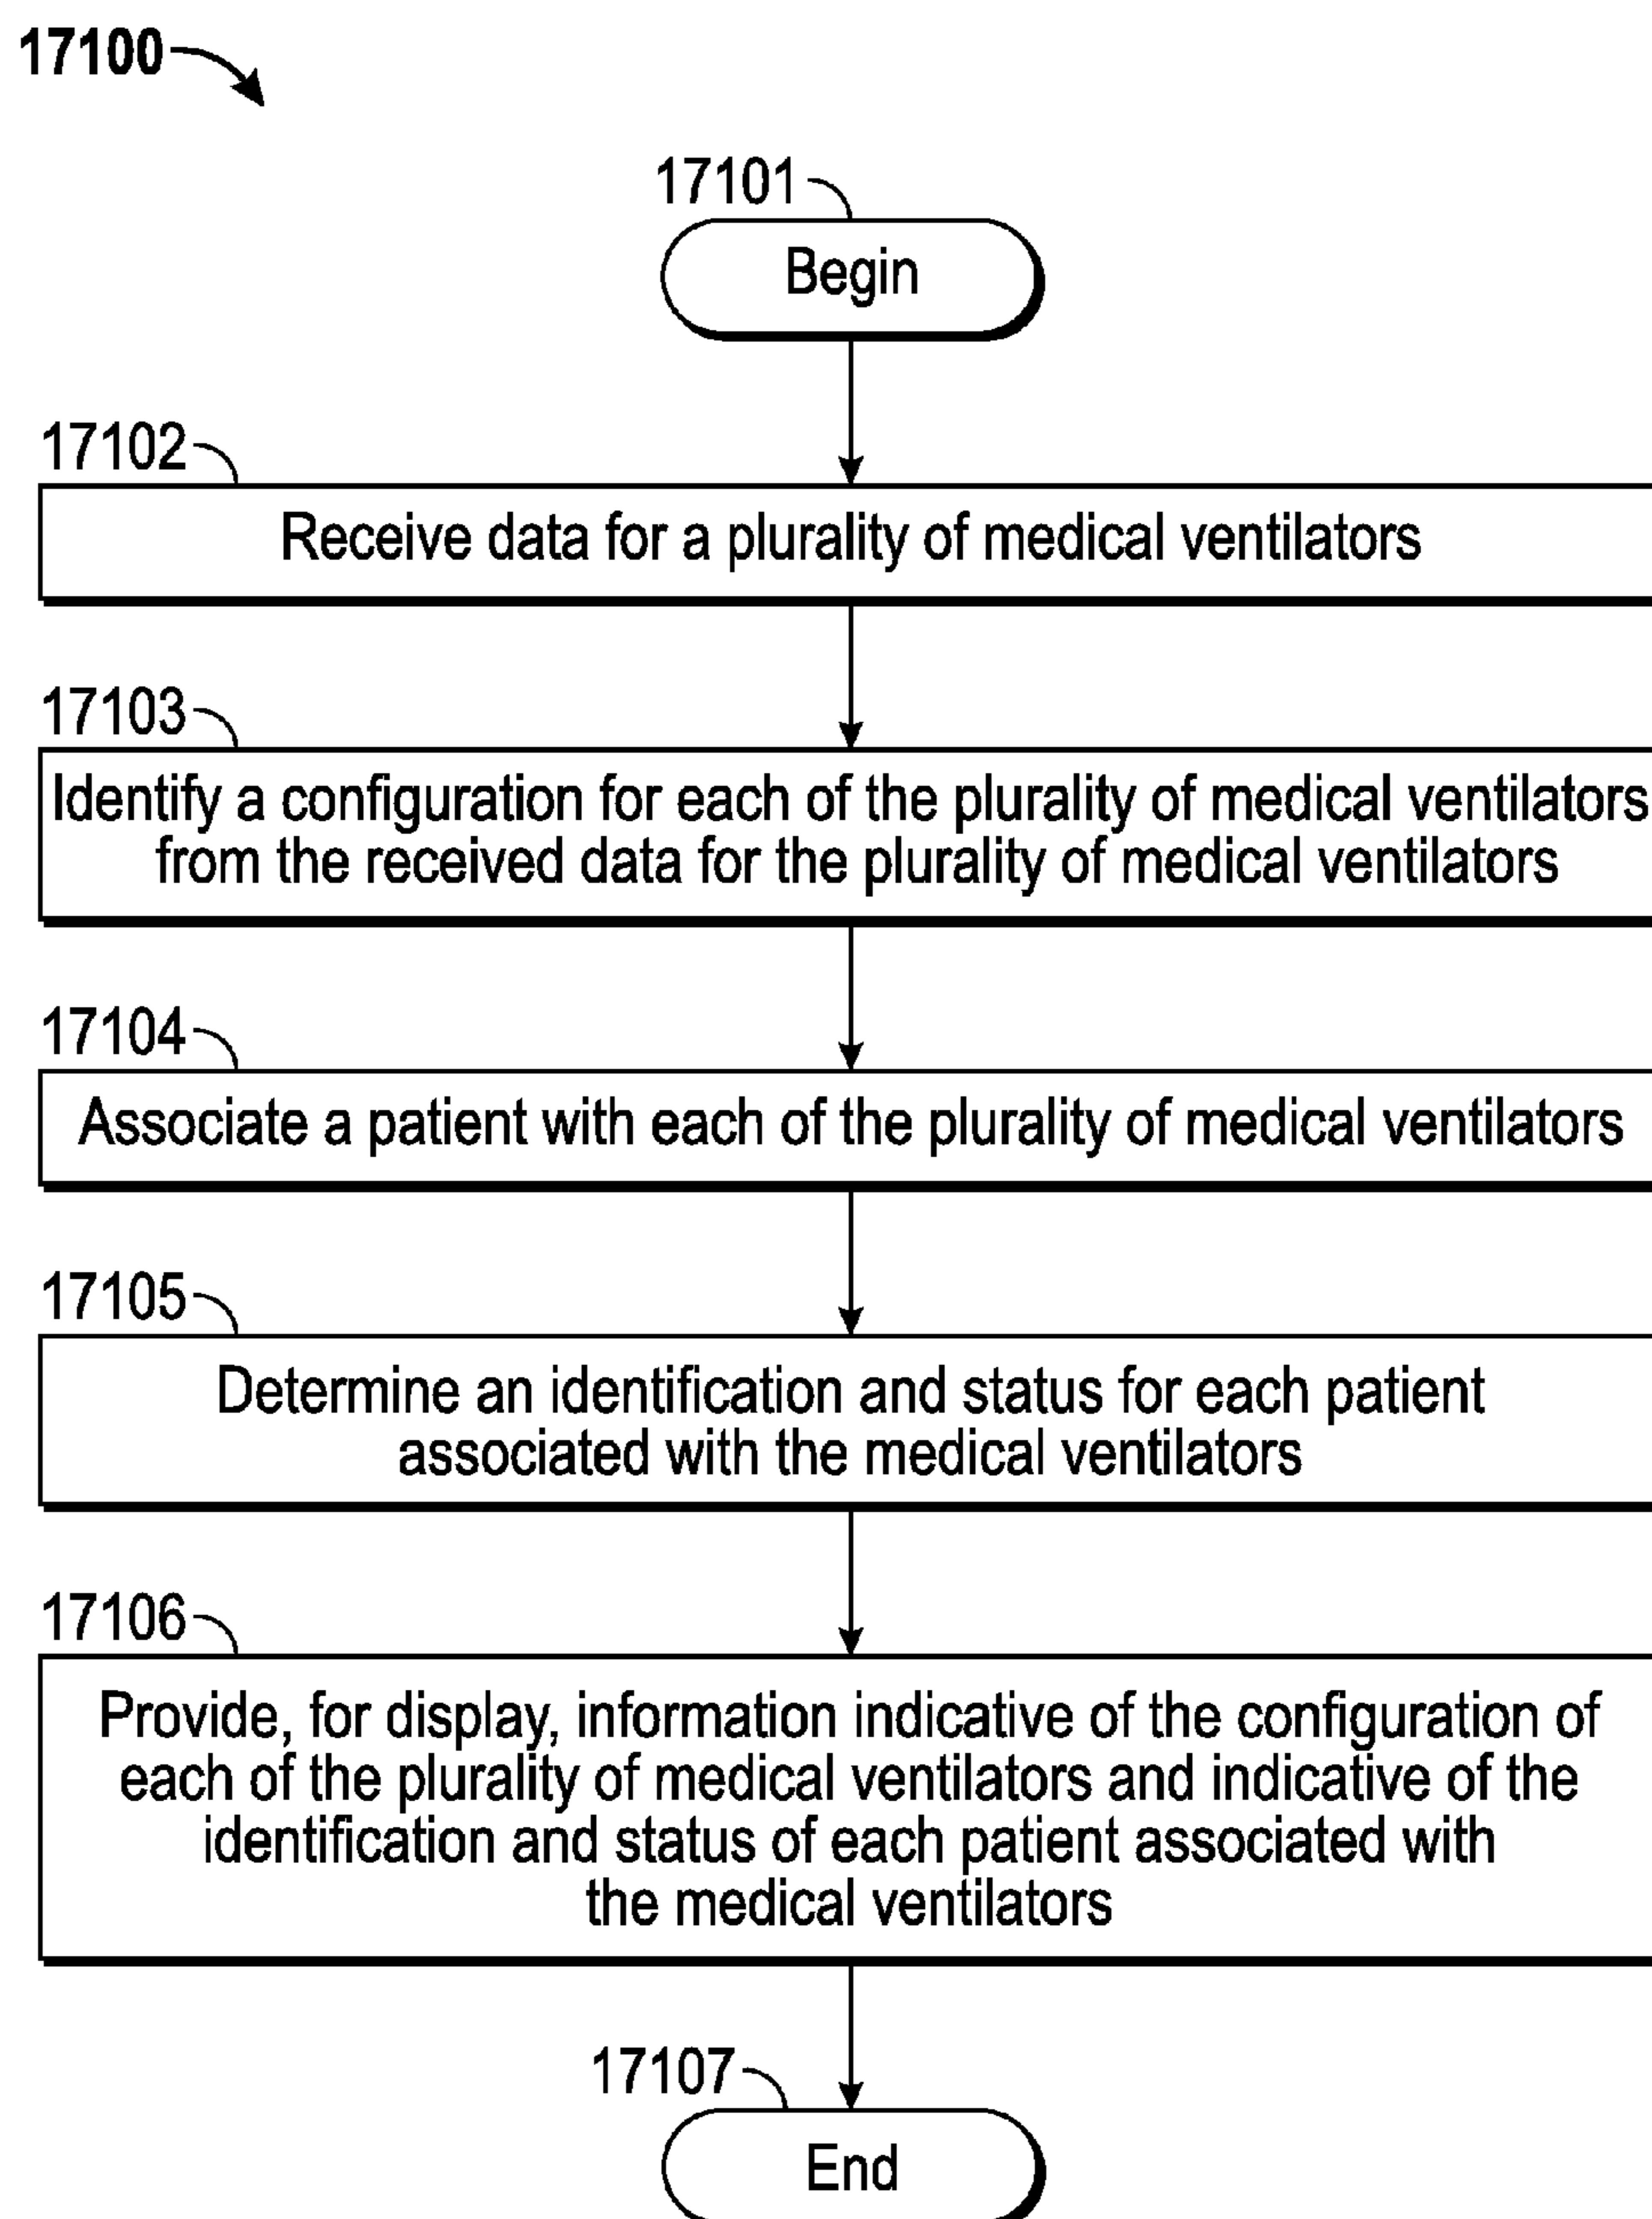 17100
17101
Begin
17102
Receive data for a plurality of medical ventilators
17103
Identify a configuration for each of the plurality of medical ventilators
from the received data for the plurality of medical ventilators
17104
Associate a patient with each of the plurality of medical ventilators
17105
Determine an identification and status for each patient
associated with the medical ventilators
17106
Provide, for display, information indicative of the configuration of
each of the plurality of medical ventilators and indicative of the
identification and status of each patient associated with
the medical ventilators
17107
End